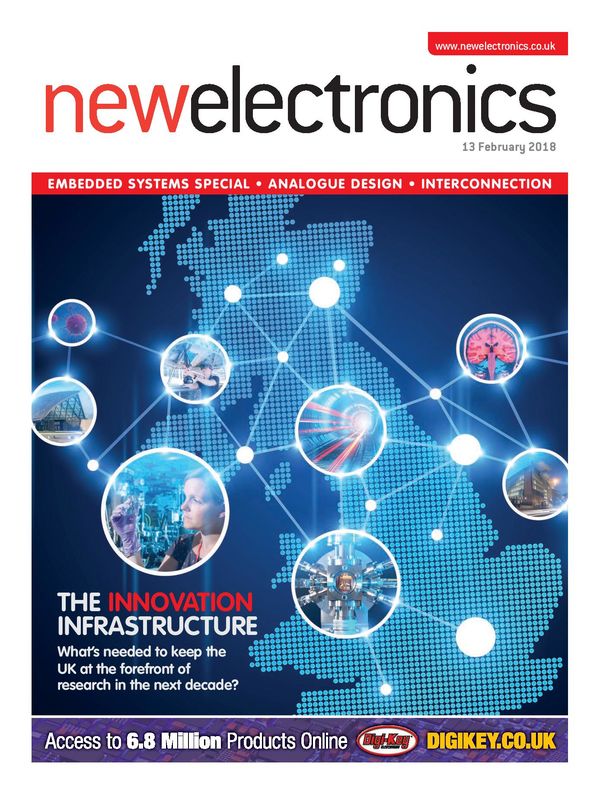 www.newelectronics.co.uk
newelectronics
13 February 2018
EMBEDDED SYSTEMS SPECIAL • ANALOGUE DESIGN • INTERCONNECTION
THE INNOVATION
INFRASTRUCTURE
What's needed to keep the
UK at the forefront of
research in the next decade?
Access to 6.8 Million Products Online Digi-Key DIGIKEY.CO.UK